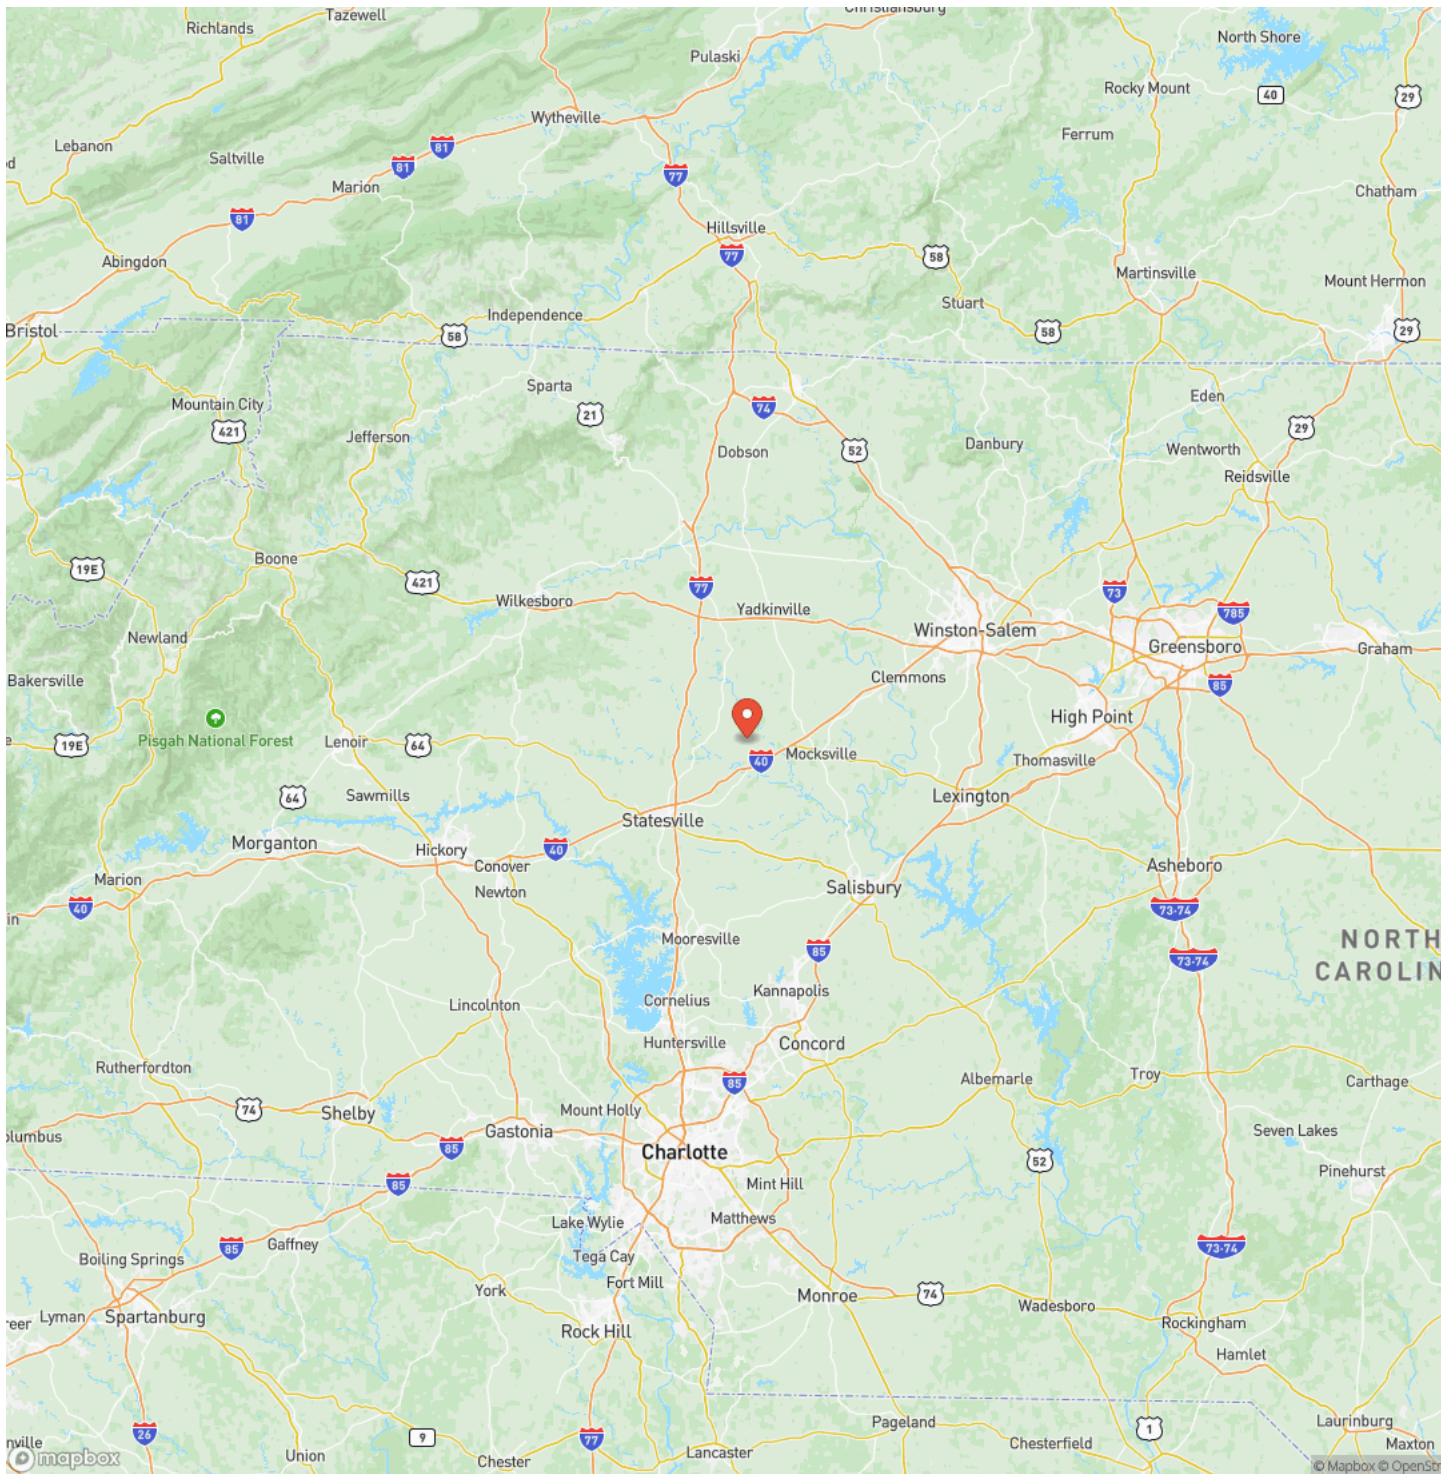 Tazewell
Christiansburg
Richlands
North Shore
Pulaski
Rocky Mount
40
29
Wytheville
Ferrum
Lebanon
81
Saltville
81
77
Marion
Chatham
81
Hillsville
77
58
Abingdon
Martinsville
Mount Hermon
Stuart
Independence
Bristol
58
58
29
Sparta
Eden
Mountain City
74
21
29
421
Jefferson
Danbury
Dobson
52
Wentworth
Reidsville
Boone
19E
421
77
73
Wilkesboro
Yadkinville
785
Winston-Salem
Newland
Greensboro
Graham
Clemmons
Bakersville
85
High Point
Pisgah National Forest
19E
Lenoir
64
Mocksville
40
Thomasville
64
Sawmills
Lexington
Statesville
Morganton
Hickory
40
Conover
Asheboro
Marion
Newton
Salisbury
40
73-74
in
Mooresville
NORTH
85
73-74
CAROLIN
Kannapolis
Lincolnton
Cornelius
Huntersville
Concord
Rutherfordton
Troy
Albemarle
Carthage
85
74
Shelby
Mount Holly
olumbus
Gastonia
Seven Lakes
85
Charlotte
52
Pinehurst
85
Mint Hill
Matthews
Lake Wylie
Gaffney
85
73-74
Boiling Springs
Tega Cay
Fort Mill
York
74
Monroe
Wadesboro
reer
Lyman
Spartanburg
Rockingham
Rock Hill
Hamlet
Laurinburg
Pageland
1
26
9
77
Chesterfield
Maxton
nville
Lancaster
Union
Chester
mapbox
© Mapbox © OpenStr